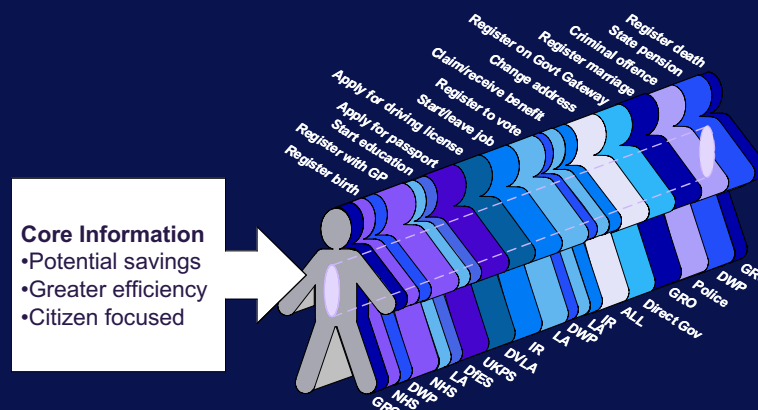 Register death
State pension
Criminal offence
Register marriage
Register on Govt Gateway
Change address
Claim/receive benefit
Register to vote
Start/leave job
Apply for driving license
Apply for passport
Start education
Register with GP
Register birth
Core Information
•Potential savings
•Greater efficiency
•Citizen focused
GRO
NHS
DWP
NHS
LA
DfES
UKPS
DVLA
IR
LA
DWP
LA
IR
ALL
Direct Gov
GRO
Police
DWP